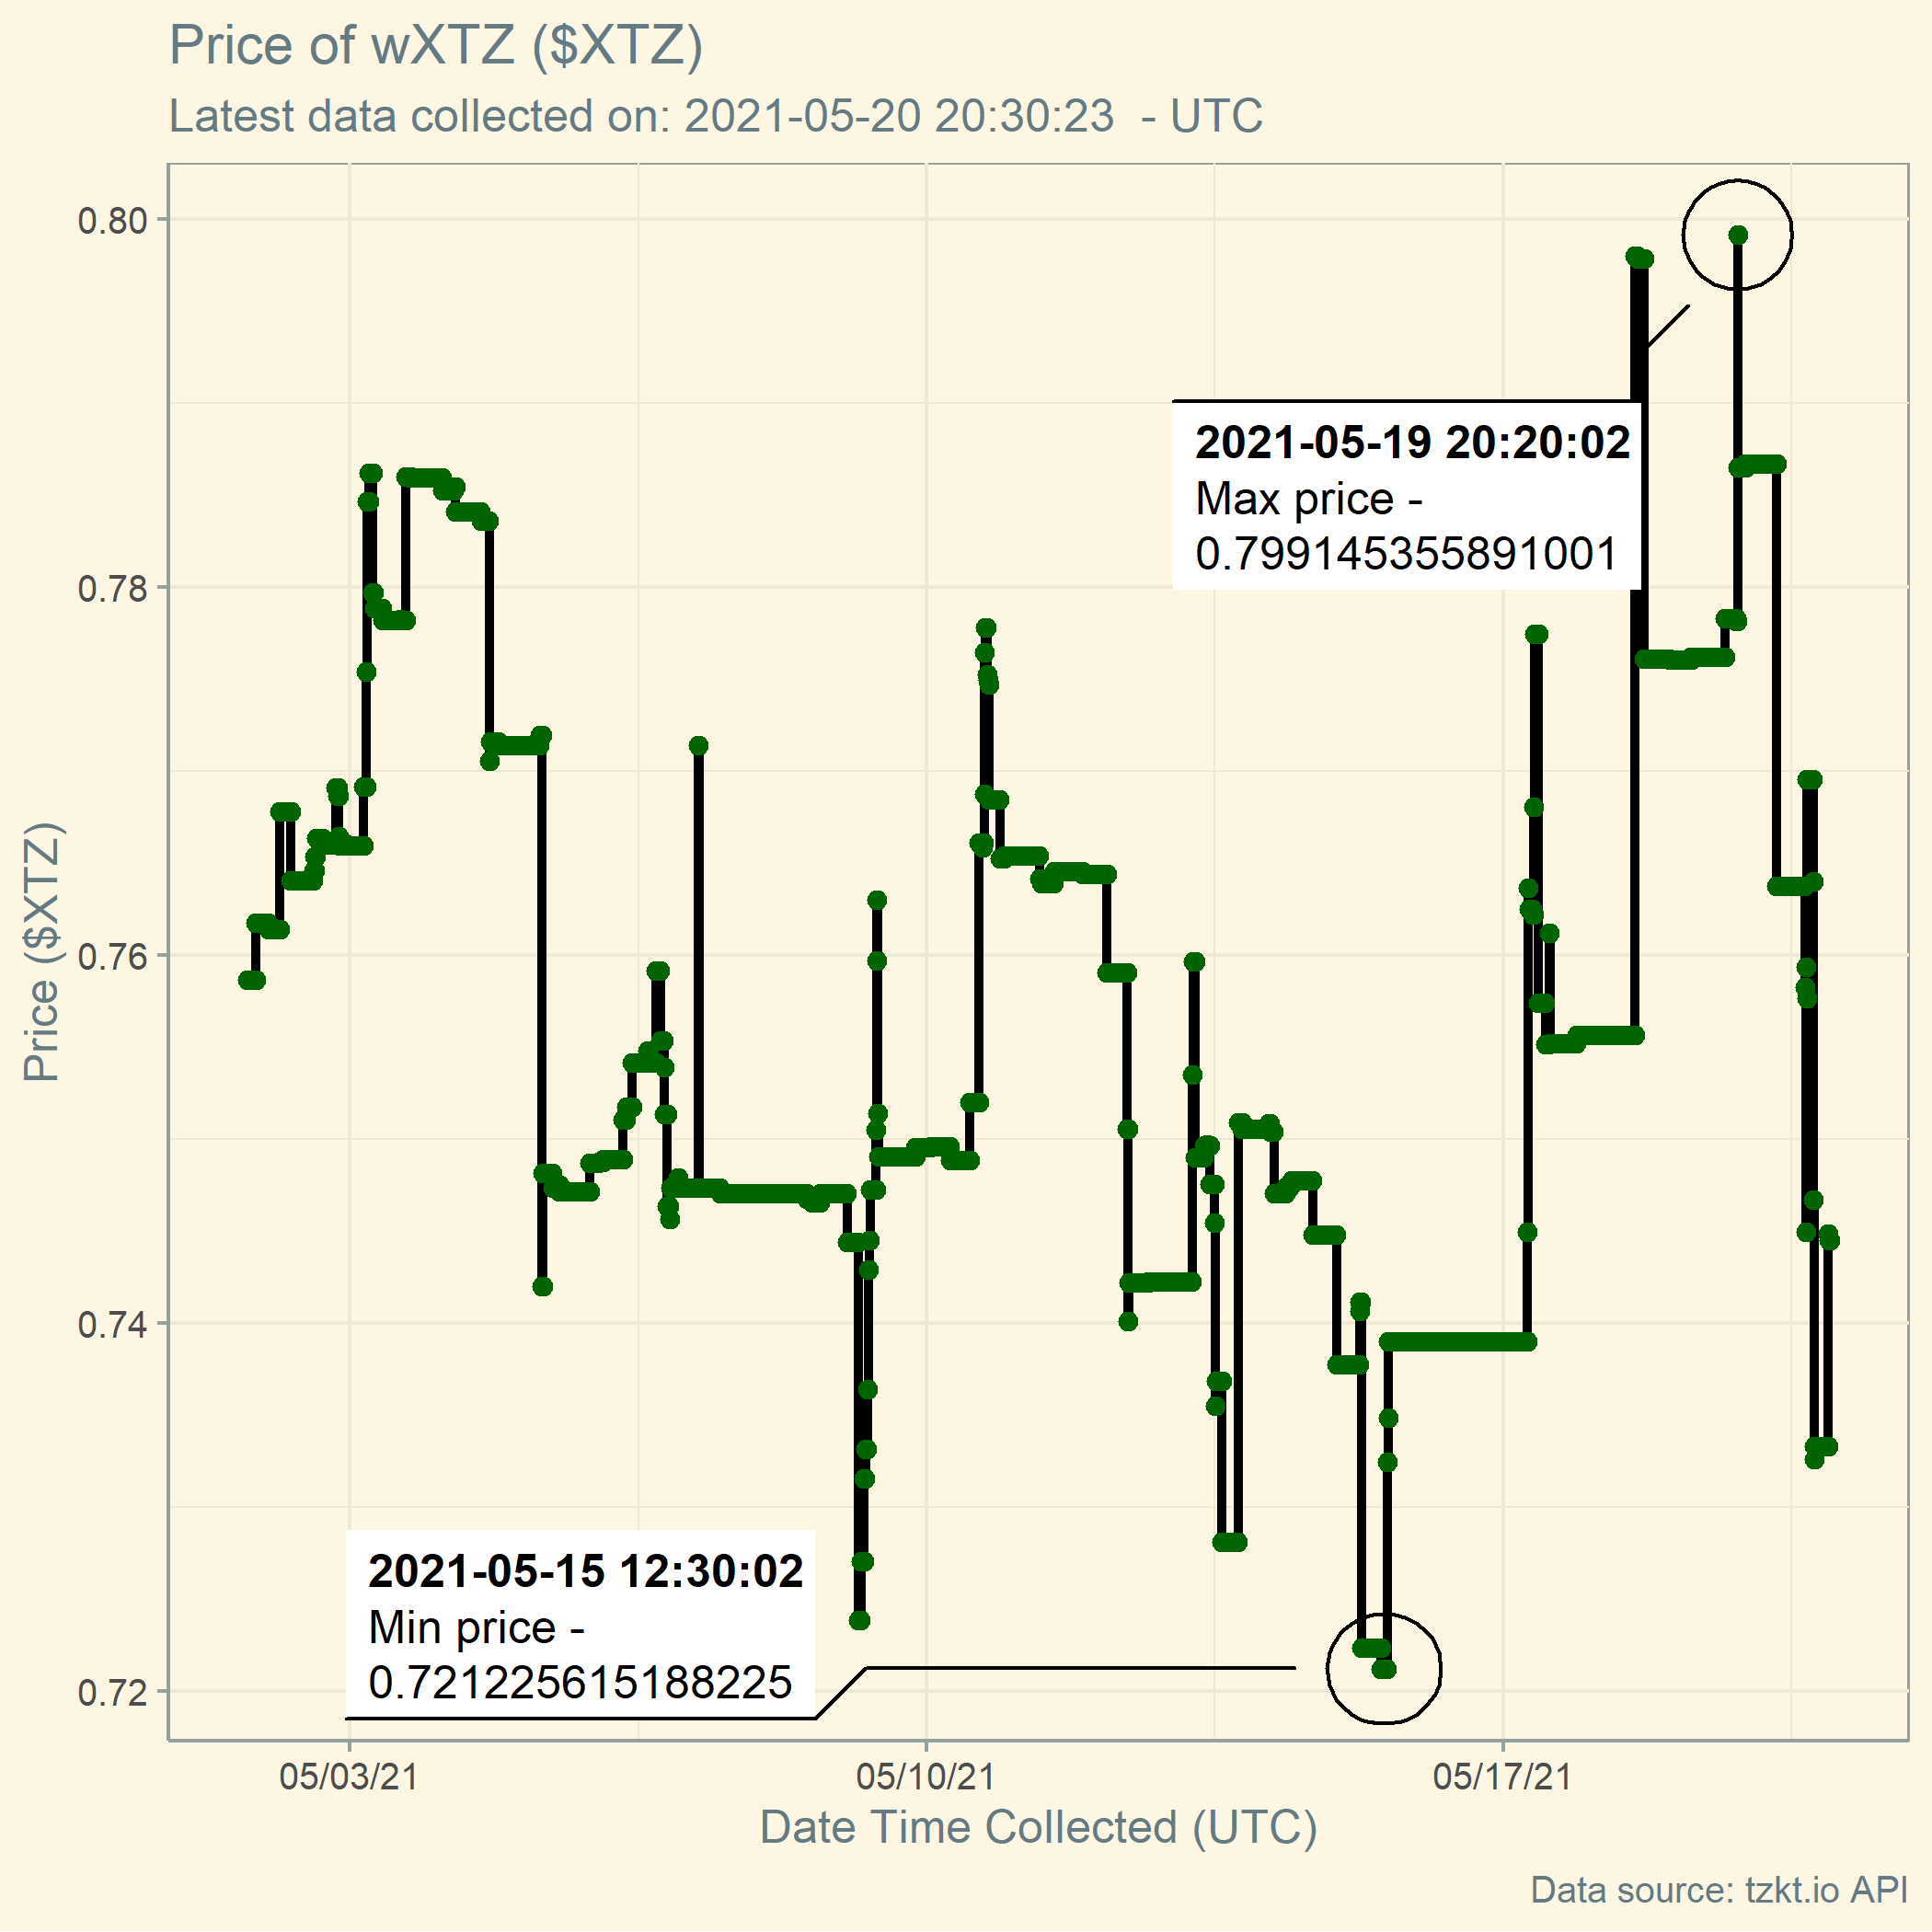 Price of wXTZ ($XTZ)
Latest data collected on: 2021-05-20 20:30:23  - UTC
Price ($XTZ)
0.80
0.78
0.76
0.74
0.72
2021-05-19 20:20:02
Max price -
0.799145355891001
2021-05-15 12:30:02
Min price -
0.721225615188225
05/03/21
05/10/21
05/17/21
Date Time Collected (UTC)
Data source: tzkt.io API